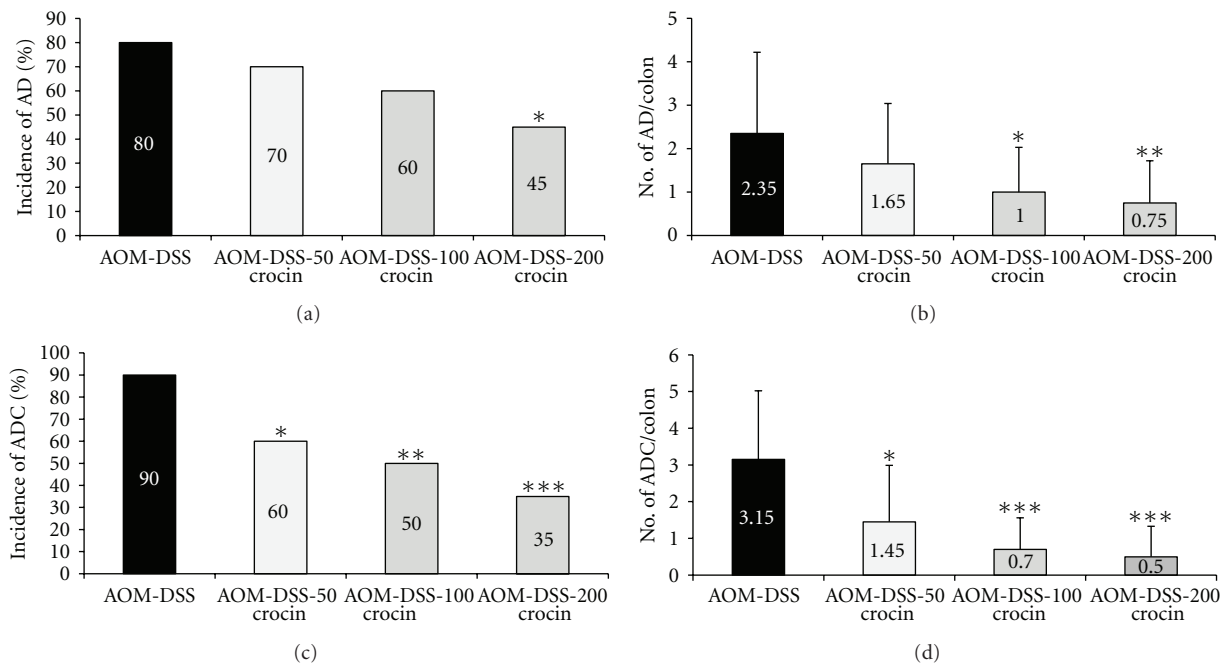 Incidence of AD (%)
90
80
70
60
50
40
30
20
10
0
80
70
60
45
*
AOM-DSS
AOM-DSS-50
crocin
AOM-DSS-100
crocin
AOM-DSS-200
crocin
(a)
No. of AD/colon
5
4
3
2
1
0
2.35
1.65
*
1
**
0.75
AOM-DSS
AOM-DSS-50
crocin
AOM-DSS-100
crocin
AOM-DSS-200
crocin
(b)
Incidence of ADC (%)
100
90
80
70
60
50
40
30
20
10
0
90
*
60
**
50
***
35
AOM-DSS
AOM-DSS-50
crocin
AOM-DSS-100
crocin
AOM-DSS-200
crocin
(c)
No. of ADC/colon
6
5
4
3
2
1
0
3.15
*
1.45
***
0.7
***
0.5
AOM-DSS
AOM-DSS-50
crocin
AOM-DSS-100
crocin
AOM-DSS-200
crocin
(d)